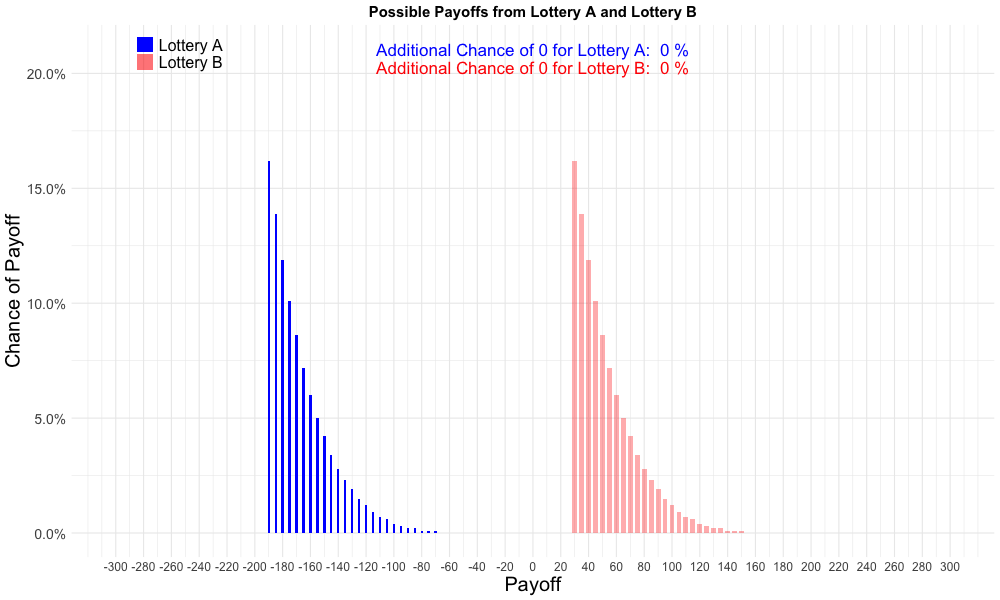 Possible Payoffs from Lottery A and Lottery B
Lottery A
Lottery B
Additional Chance of 0 for Lottery A:  0 %
Additional Chance of 0 for Lottery B:  0 %
Chance of Payoff
20.0%
15.0%
10.0%
5.0%
0.0%
-300 -280 -260 -240 -220 -200 -180 -160 -140 -120 -100 -80 -60 -40 -20 0 20 40 60 80 100 120 140 160 180 200 220 240 260 280 300
Payoff